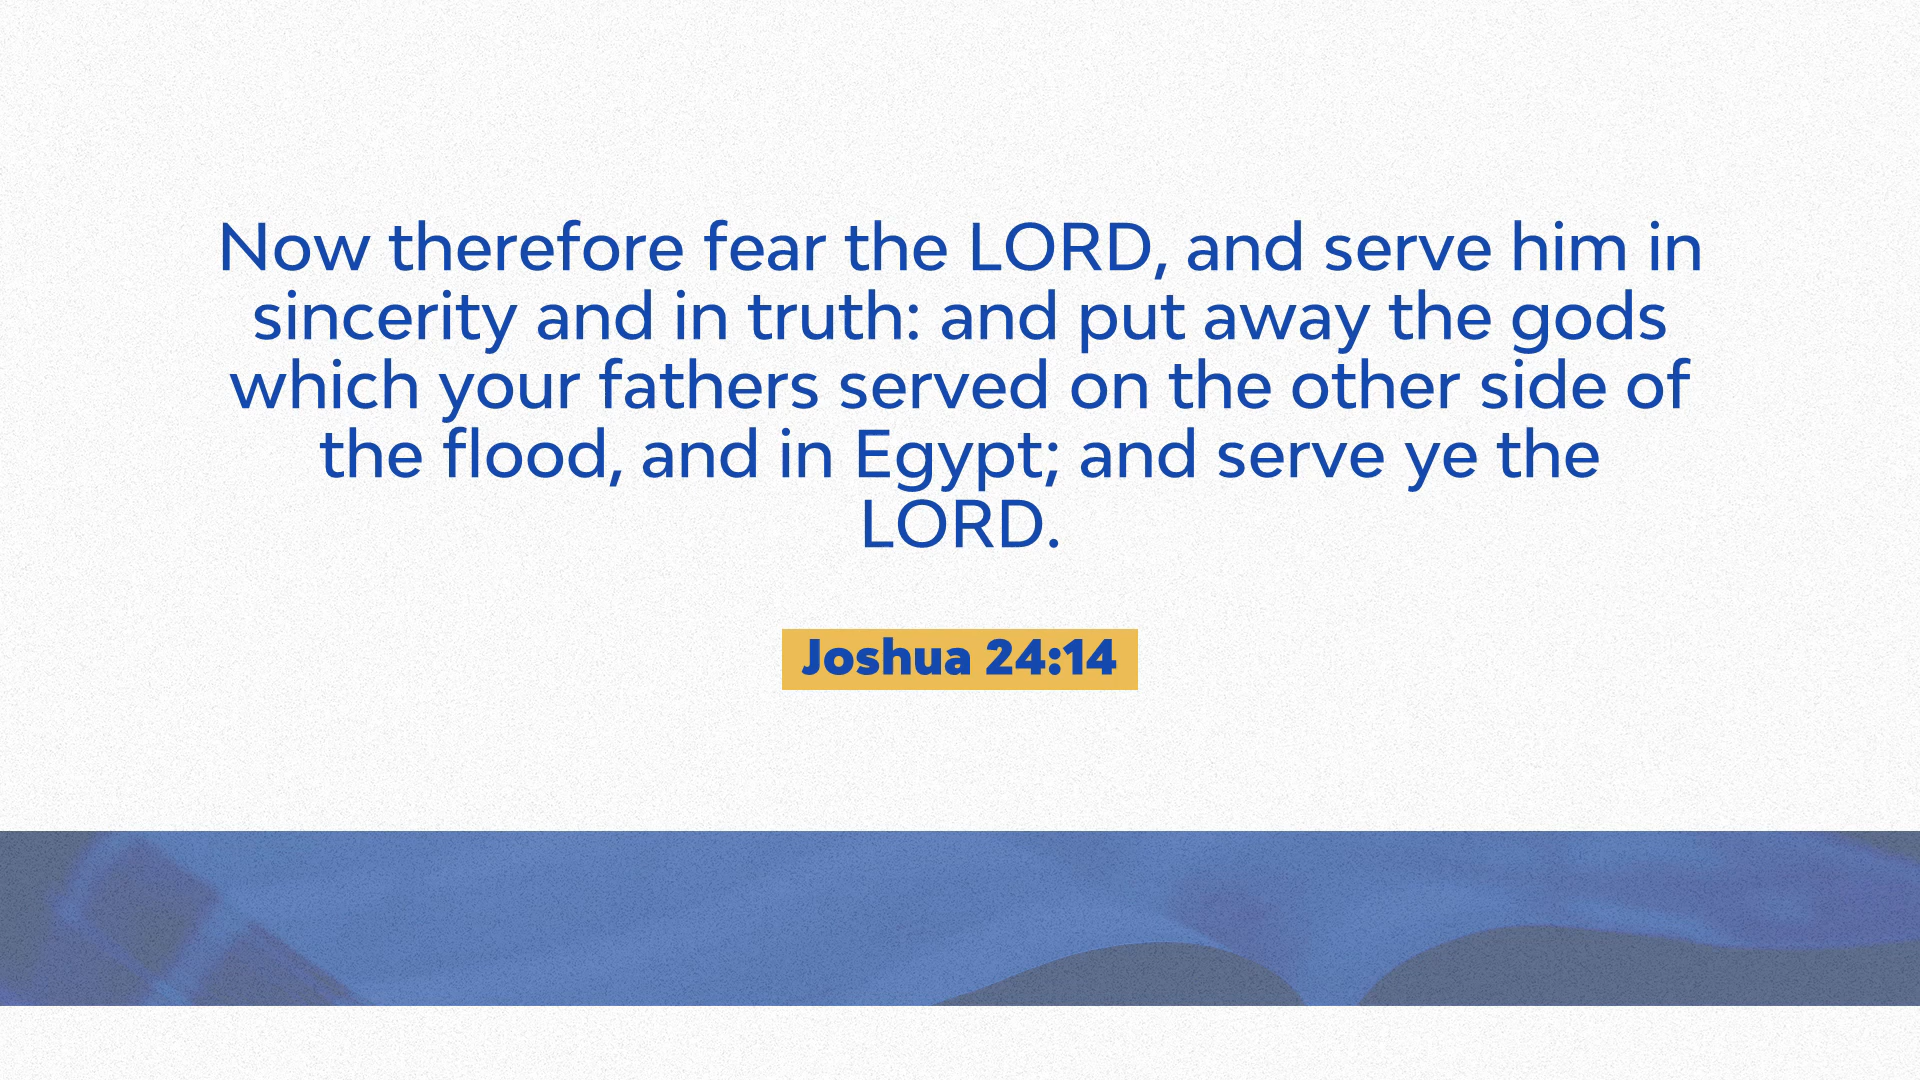 Now therefore fear the LORD, and serve him in
sincerity and in truth: and put away the gods
which your fathers served on the other side of
the flood, and in Egypt; and serve ye the
LORD.
Joshua 24:14